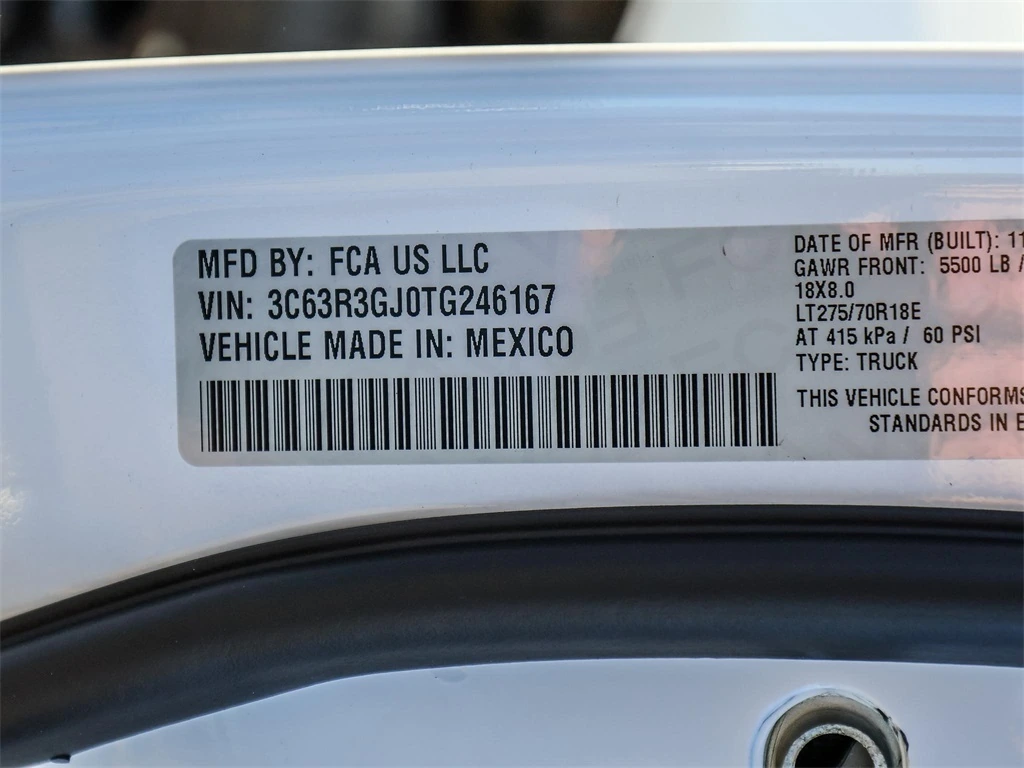 MFD BY: FCA US LLC
VIN: 3C63R3GJ0TG246167
VEHICLE MADE IN: MEXICO
DATE OF MFR (BUILT): 11
GAWR FRONT: 5500 LB /
18X8.0
LT275/70R18E
AT 415 kPa / 60 PSI
TYPE: TRUCK
THIS VEHICLE CONFORMS
STANDARDS IN E